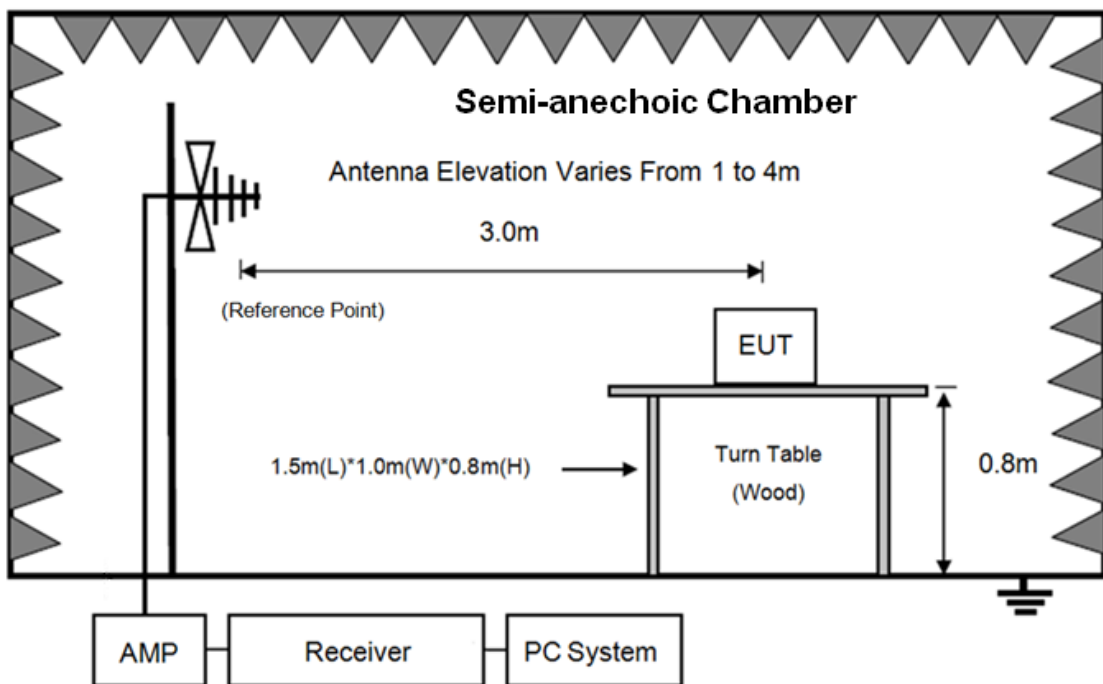 Semi-anechoic Chamber
Antenna Elevation Varies From 1 to 4m
3.0m
(Reference Point)
EUT
1.5m(L)*1.0m(W)*0.8m(H)
Turn Table
(Wood)
0.8m
AMP
Receiver
PC System